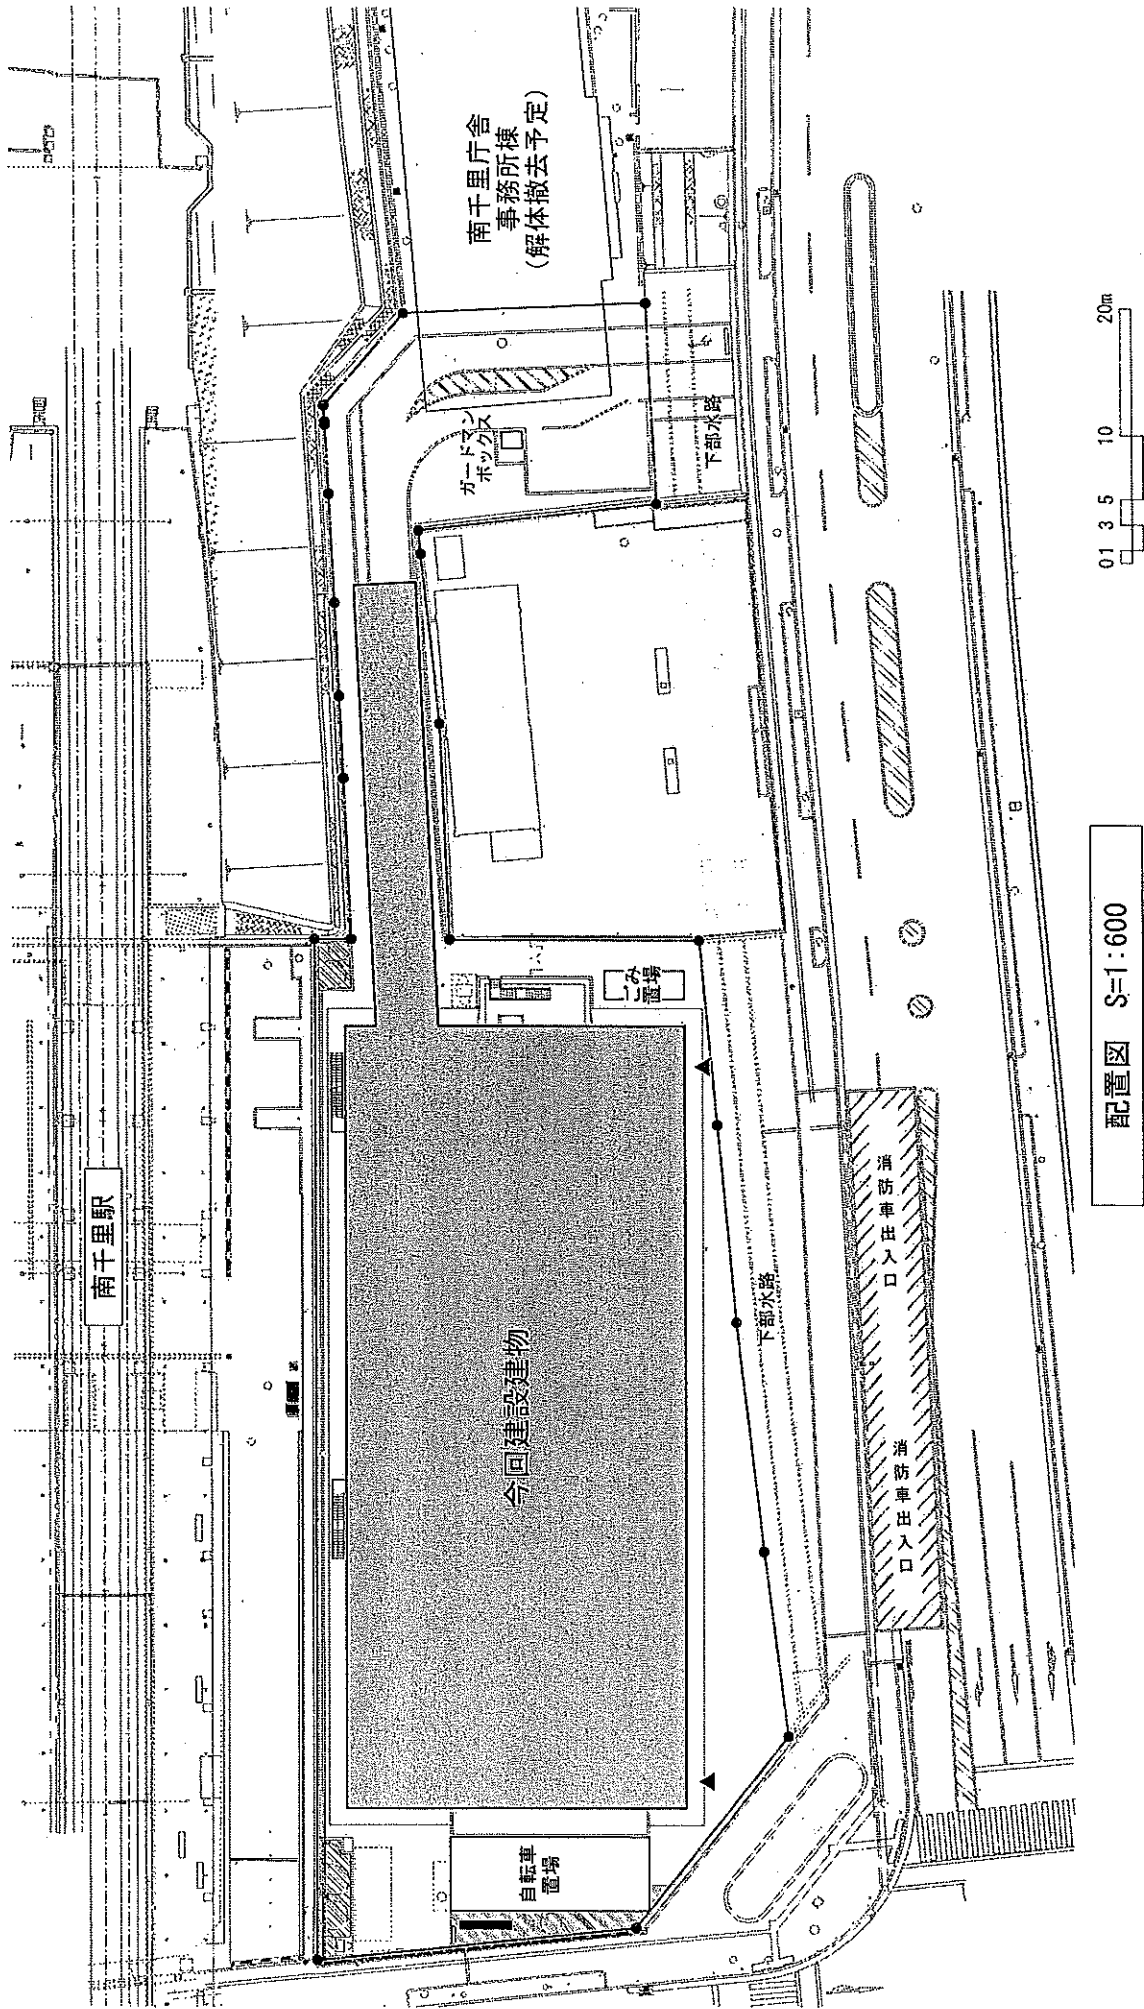 南千里駅
南千里庁舎
事務所棟
(解体撤去予定)
ガードマン
ボックス
下部水路
ごみ
置場
今回建設建物
下部水路
消防車出入口
消防車出入口
自転車
置場
0 1 3 5 10 20m
配置図 S=1:600